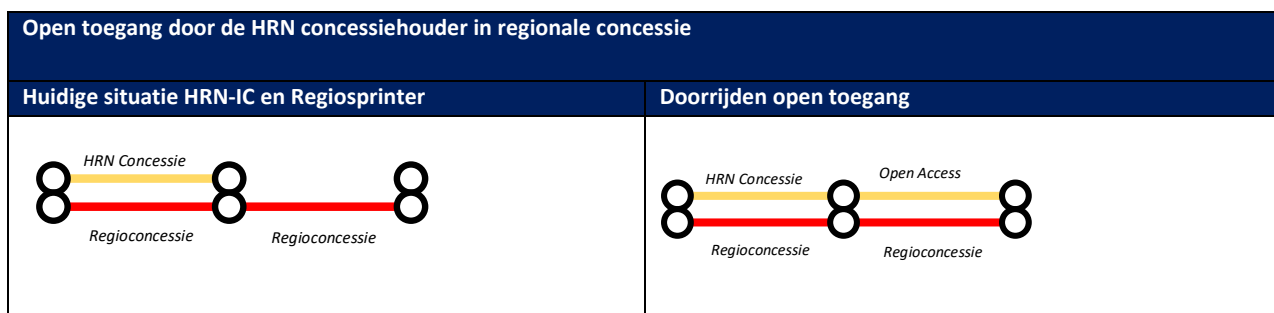 Open toegang door de HRN concessiehouder in regionale concessie
Huidige situatie HRN-IC en Regiosprinter
Doorrijden open toegang
HRN Concessie
Regioconcessie
Regioconcessie
HRN Concessie
Open Access
Regioconcessie
Regioconcessie